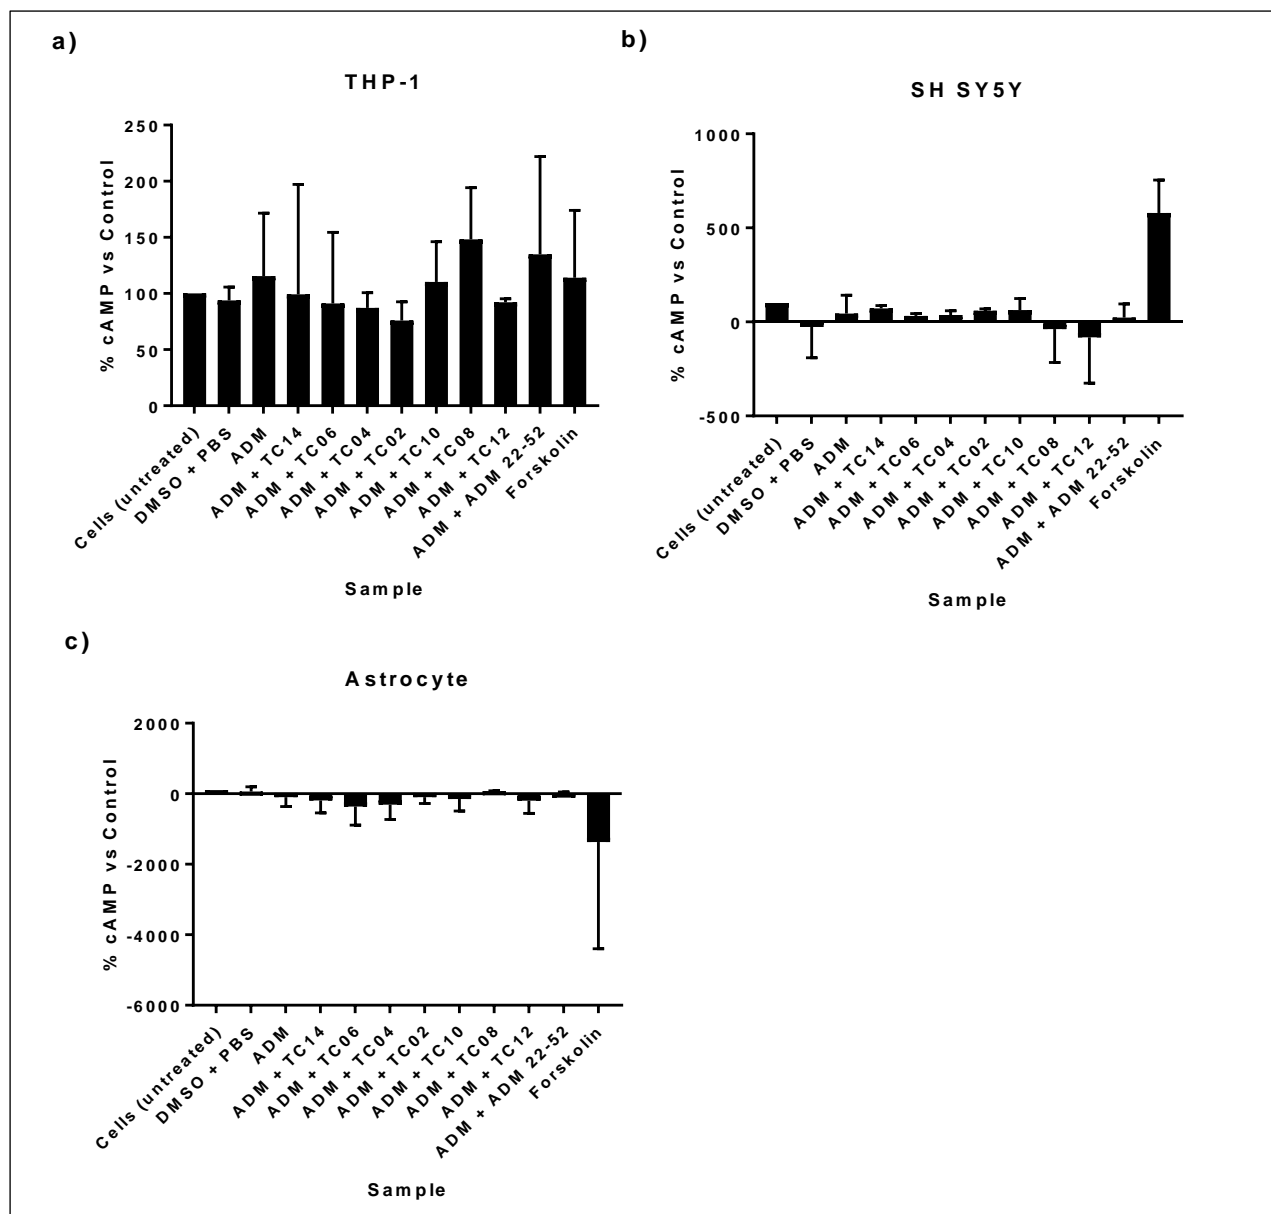 a)
THP-1
% cAMP vs Control
250
200
150
100
50
0
Cells (untreated)
DMSO + PBS
ADM
ADM + TC14
ADM + TC06
ADM + TC04
ADM + TC02
ADM + TC10
ADM + TC08
ADM + TC12
ADM + ADM 22-52
Forskolin
Sample
b)
SH SY5Y
% cAMP vs Control
1000
500
0
-500
Cells (untreated)
DMSO + PBS
ADM
ADM + TC14
ADM + TC06
ADM + TC04
ADM + TC02
ADM + TC10
ADM + TC08
ADM + TC12
ADM + ADM 22-52
Forskolin
Sample
c)
Astrocyte
% cAMP vs Control
2000
0
-2000
-4000
-6000
Cells (untreated)
DMSO + PBS
ADM
ADM + TC14
ADM + TC06
ADM + TC04
ADM + TC02
ADM + TC10
ADM + TC08
ADM + TC12
ADM + ADM 22-52
Forskolin
Sample